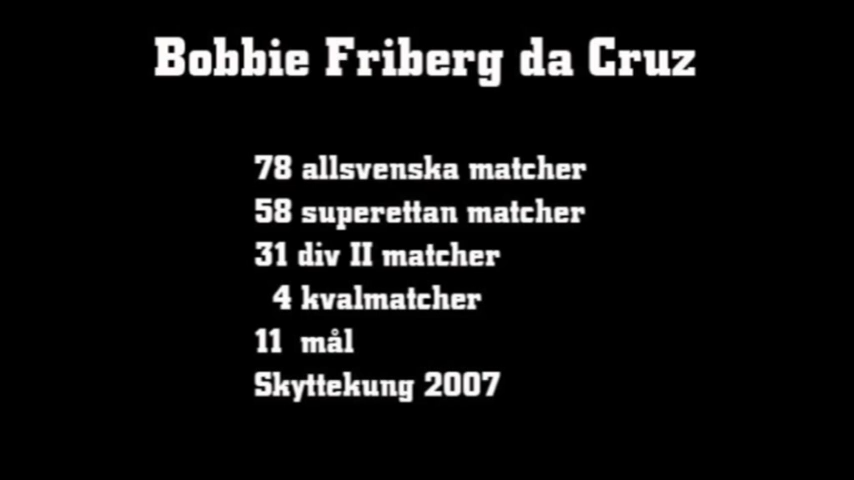 Bobbie Friberg da Cruz
78 allsvenska matcher
58 superettan matcher
31 div II matcher
4 kvalmatcher
11 mål
Skyttekung 2007